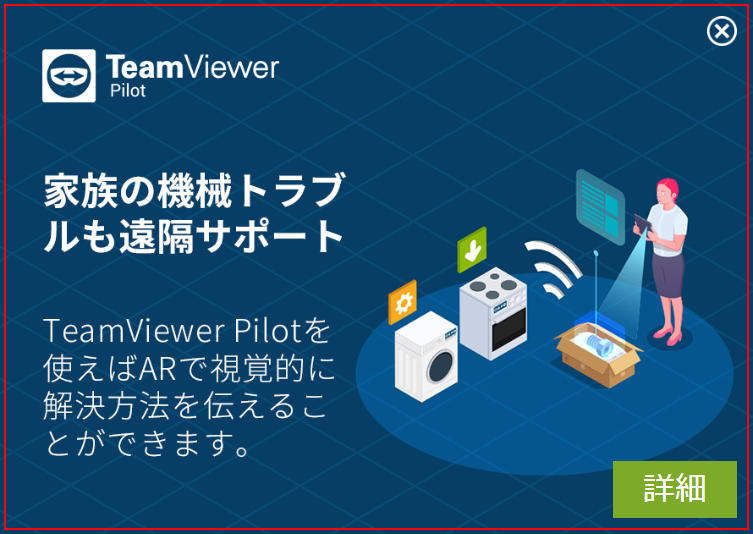 TeamViewer
Pilot
家族の機械トラブ
ルも遠隔サポート
TeamViewer Pilotを
使えばARで視覚的に
解決方法を伝えるこ
とができます。
詳細